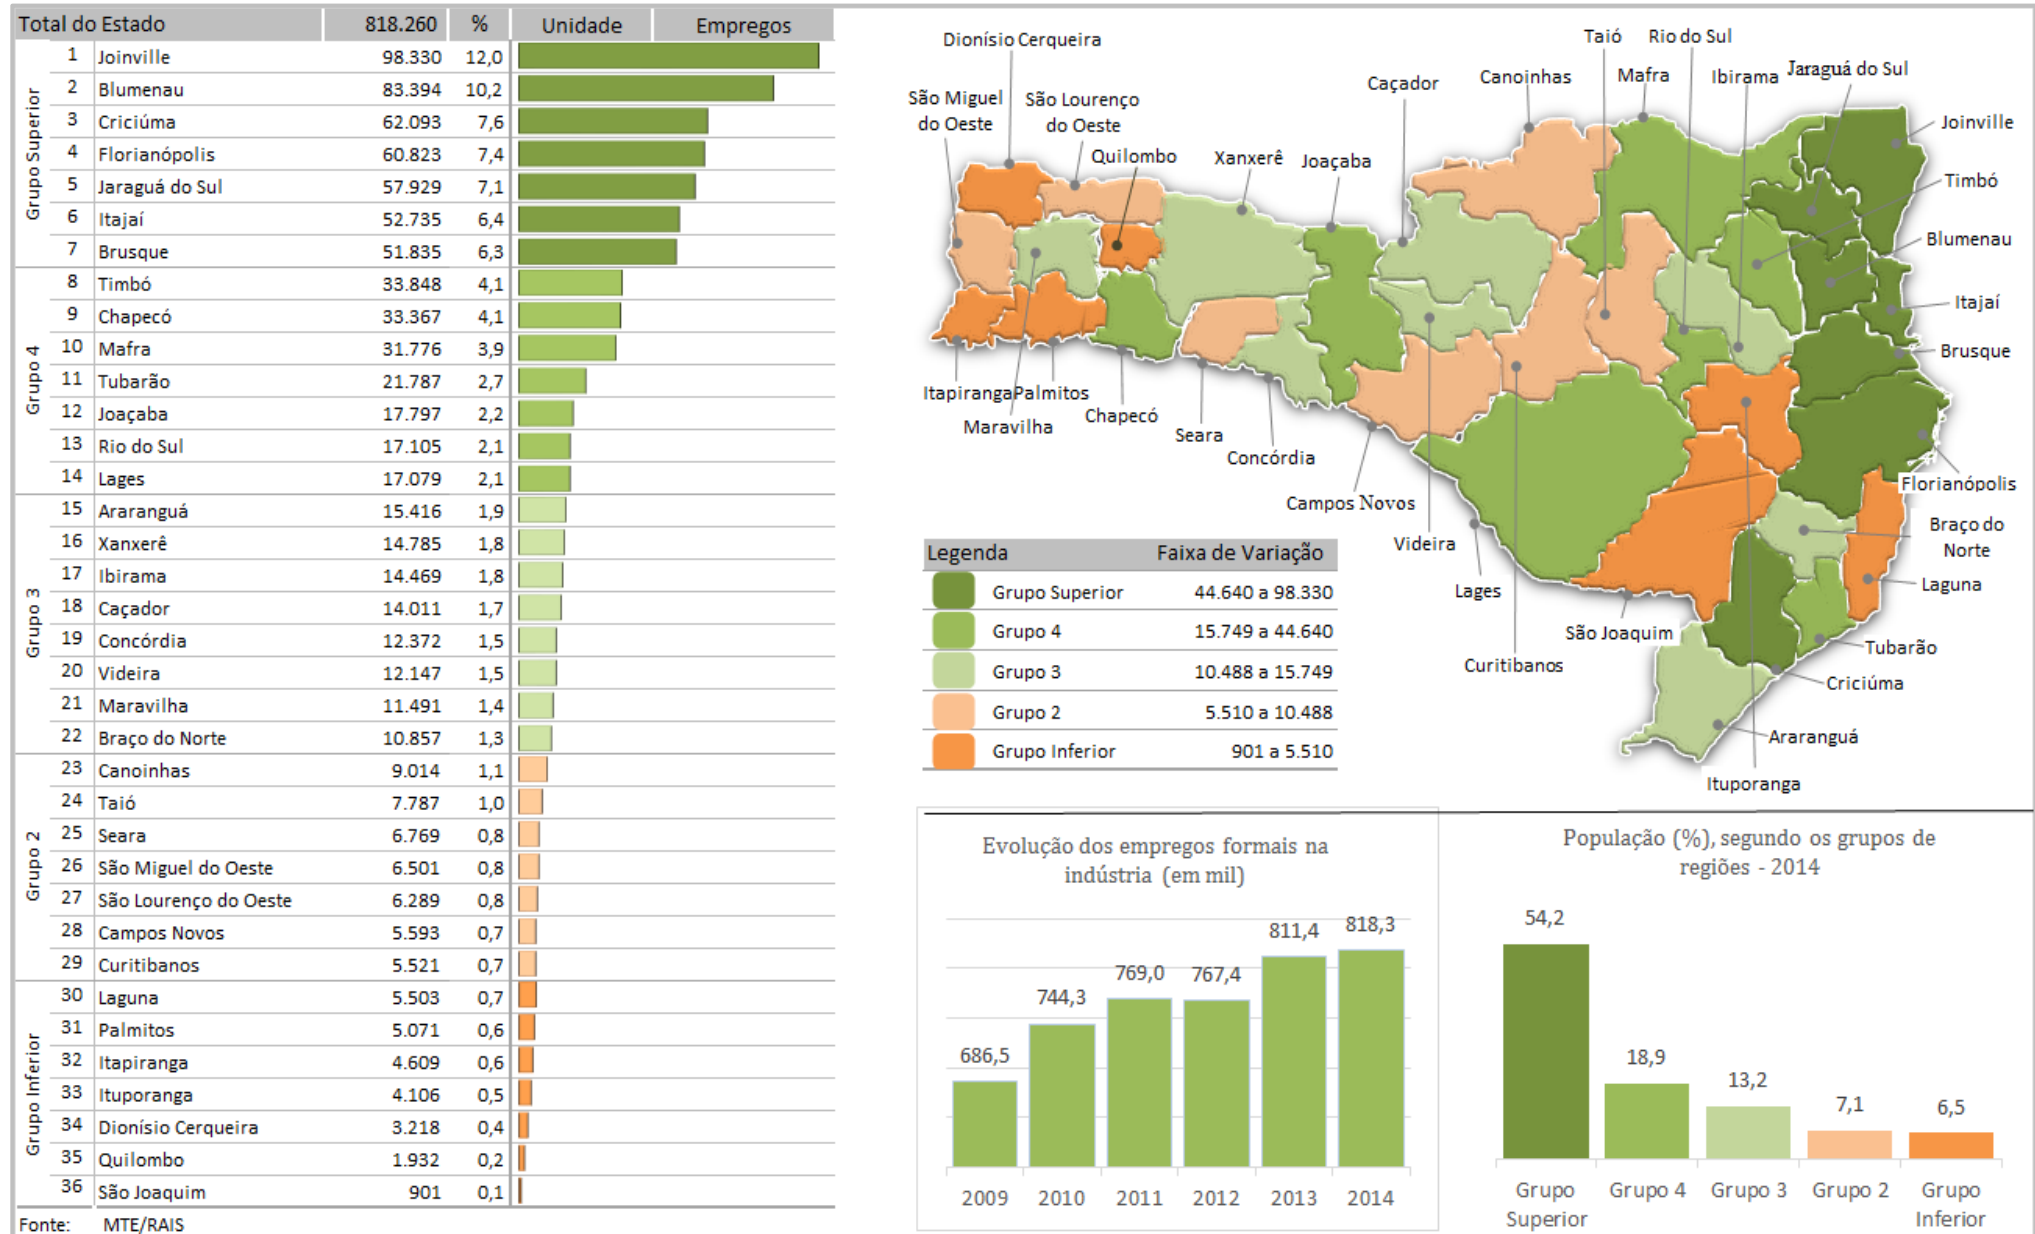 Total do Estado 818.260 % Unidade Empregos
Grupo Superior
1 Joinville 98.330 12,0
2 Blumenau 83.394 10,2
3 Criciúma 62.093 7,6
4 Florianópolis 60.823 7,4
5 Jaraguá do Sul 57.929 7,1
6 Itajaí 52.735 6,4
7 Brusque 51.835 6,3
Grupo 4
8 Timbó 33.848 4,1
9 Chapecó 33.367 4,1
10 Mafra 31.776 3,9
11 Tubarão 21.787 2,7
12 Joaçaba 17.797 2,2
13 Rio do Sul 17.105 2,1
14 Lages 17.079 2,1
Grupo 3
15 Araranguá 15.416 1,9
16 Xanxerê 14.785 1,8
17 Ibirama 14.469 1,8
18 Caçador 14.011 1,7
19 Concórdia 12.372 1,5
20 Videira 12.147 1,5
21 Maravilha 11.491 1,4
22 Braço do Norte 10.857 1,3
Grupo 2
23 Canoinhas 9.014 1,1
24 Taió 7.787 1,0
25 Seara 6.769 0,8
26 São Miguel do Oeste 6.501 0,8
27 São Lourenço do Oeste 6.289 0,8
28 Campos Novos 5.593 0,7
29 Curitibanos 5.521 0,7
Grupo Inferior
30 Laguna 5.503 0,7
31 Palmitos 5.071 0,6
32 Itapiranga 4.609 0,6
33 Ituporanga 4.106 0,5
34 Dionísio Cerqueira 3.218 0,4
35 Quilombo 1.932 0,2
36 São Joaquim 901 0,1
Fonte: MTE/RAIS
Dionísio Cerqueira
São Miguel
do Oeste
São Lourenço
do Oeste
Quilombo
Xanxerê
Joaçaba
Caçador
Canoinhas
Taió
Rio do Sul
Mafra
Ibirama
Jaraguá do Sul
Joinville
Timbó
Blumenau
Itajaí
Brusque
Florianópolis
Braço do
Norte
Laguna
Tubarão
Criciúma
Araranguá
Ituporanga
Itapiranga
Palmitos
Maravilha
Chapecó
Seara
Concórdia
Campos Novos
Videira
Lages
Curitibanos
São Joaquim
Legenda Faixa de Variação
Grupo Superior 44.640 a 98.330
Grupo 4 15.749 a 44.640
Grupo 3 10.488 a 15.749
Grupo 2 5.510 a 10.488
Grupo Inferior 901 a 5.510
Evolução dos empregos formais na
indústria (em mil)
686,5 744,3 769,0 767,4 811,4 818,3
2009 2010 2011 2012 2013 2014
População (%), segundo os grupos de
regiões - 2014
54,2 18,9 13,2 7,1 6,5
Grupo Grupo 4 Grupo 3 Grupo 2 Grupo
Superior Inferior